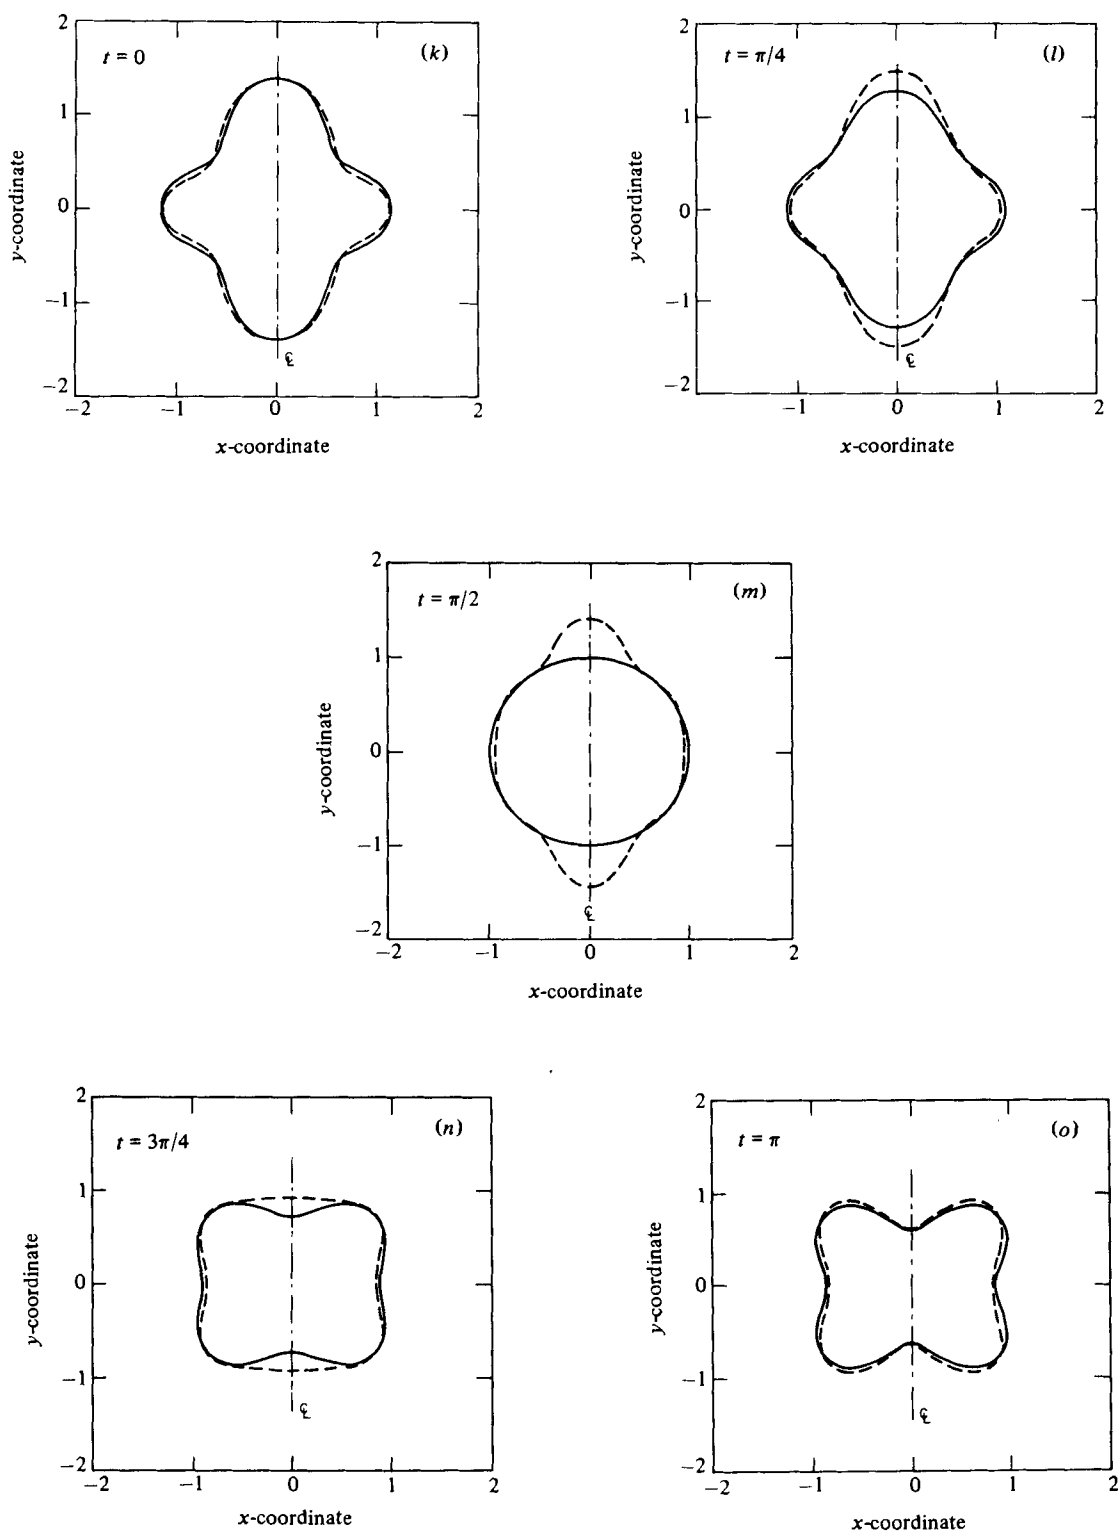 2
t = 0
(k)
1
0
−1
−2
−2
−1
0
1
2
y-coordinate
x-coordinate
℄
2
t = π/4
(l)
1
0
−1
−2
−1
0
1
2
y-coordinate
x-coordinate
℄
2
t = π/2
(m)
1
0
−1
−2
−2
−1
0
1
2
y-coordinate
x-coordinate
℄
2
t = 3π/4
(n)
1
0
−1
−2
−2
−1
0
1
2
y-coordinate
x-coordinate
℄
2
t = π
(o)
1
0
−1
−2
−2
−1
0
1
2
y-coordinate
x-coordinate
℄